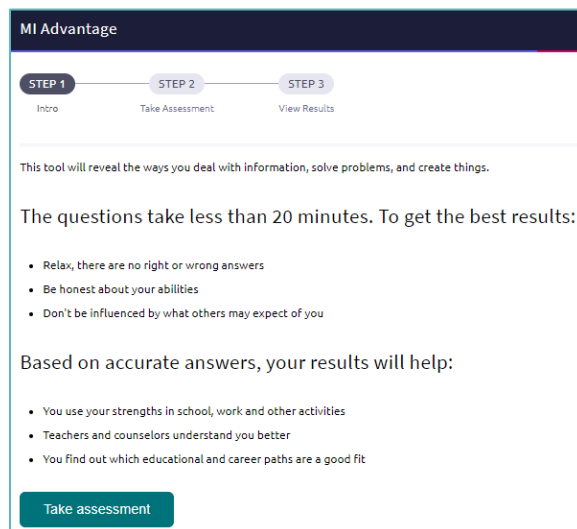 MI Advantage
STEP 1 STEP 2 STEP 3
Intro Take Assessment View Results
This tool will reveal the ways you deal with information, solve problems, and create things.
The questions take less than 20 minutes. To get the best results:
Relax, there are no right or wrong answers
Be honest about your abilities
Don't be influenced by what others may expect of you
Based on accurate answers, your results will help:
You use your strengths in school, work and other activities
Teachers and counselors understand you better
You find out which educational and career paths are a good fit
Take assessment